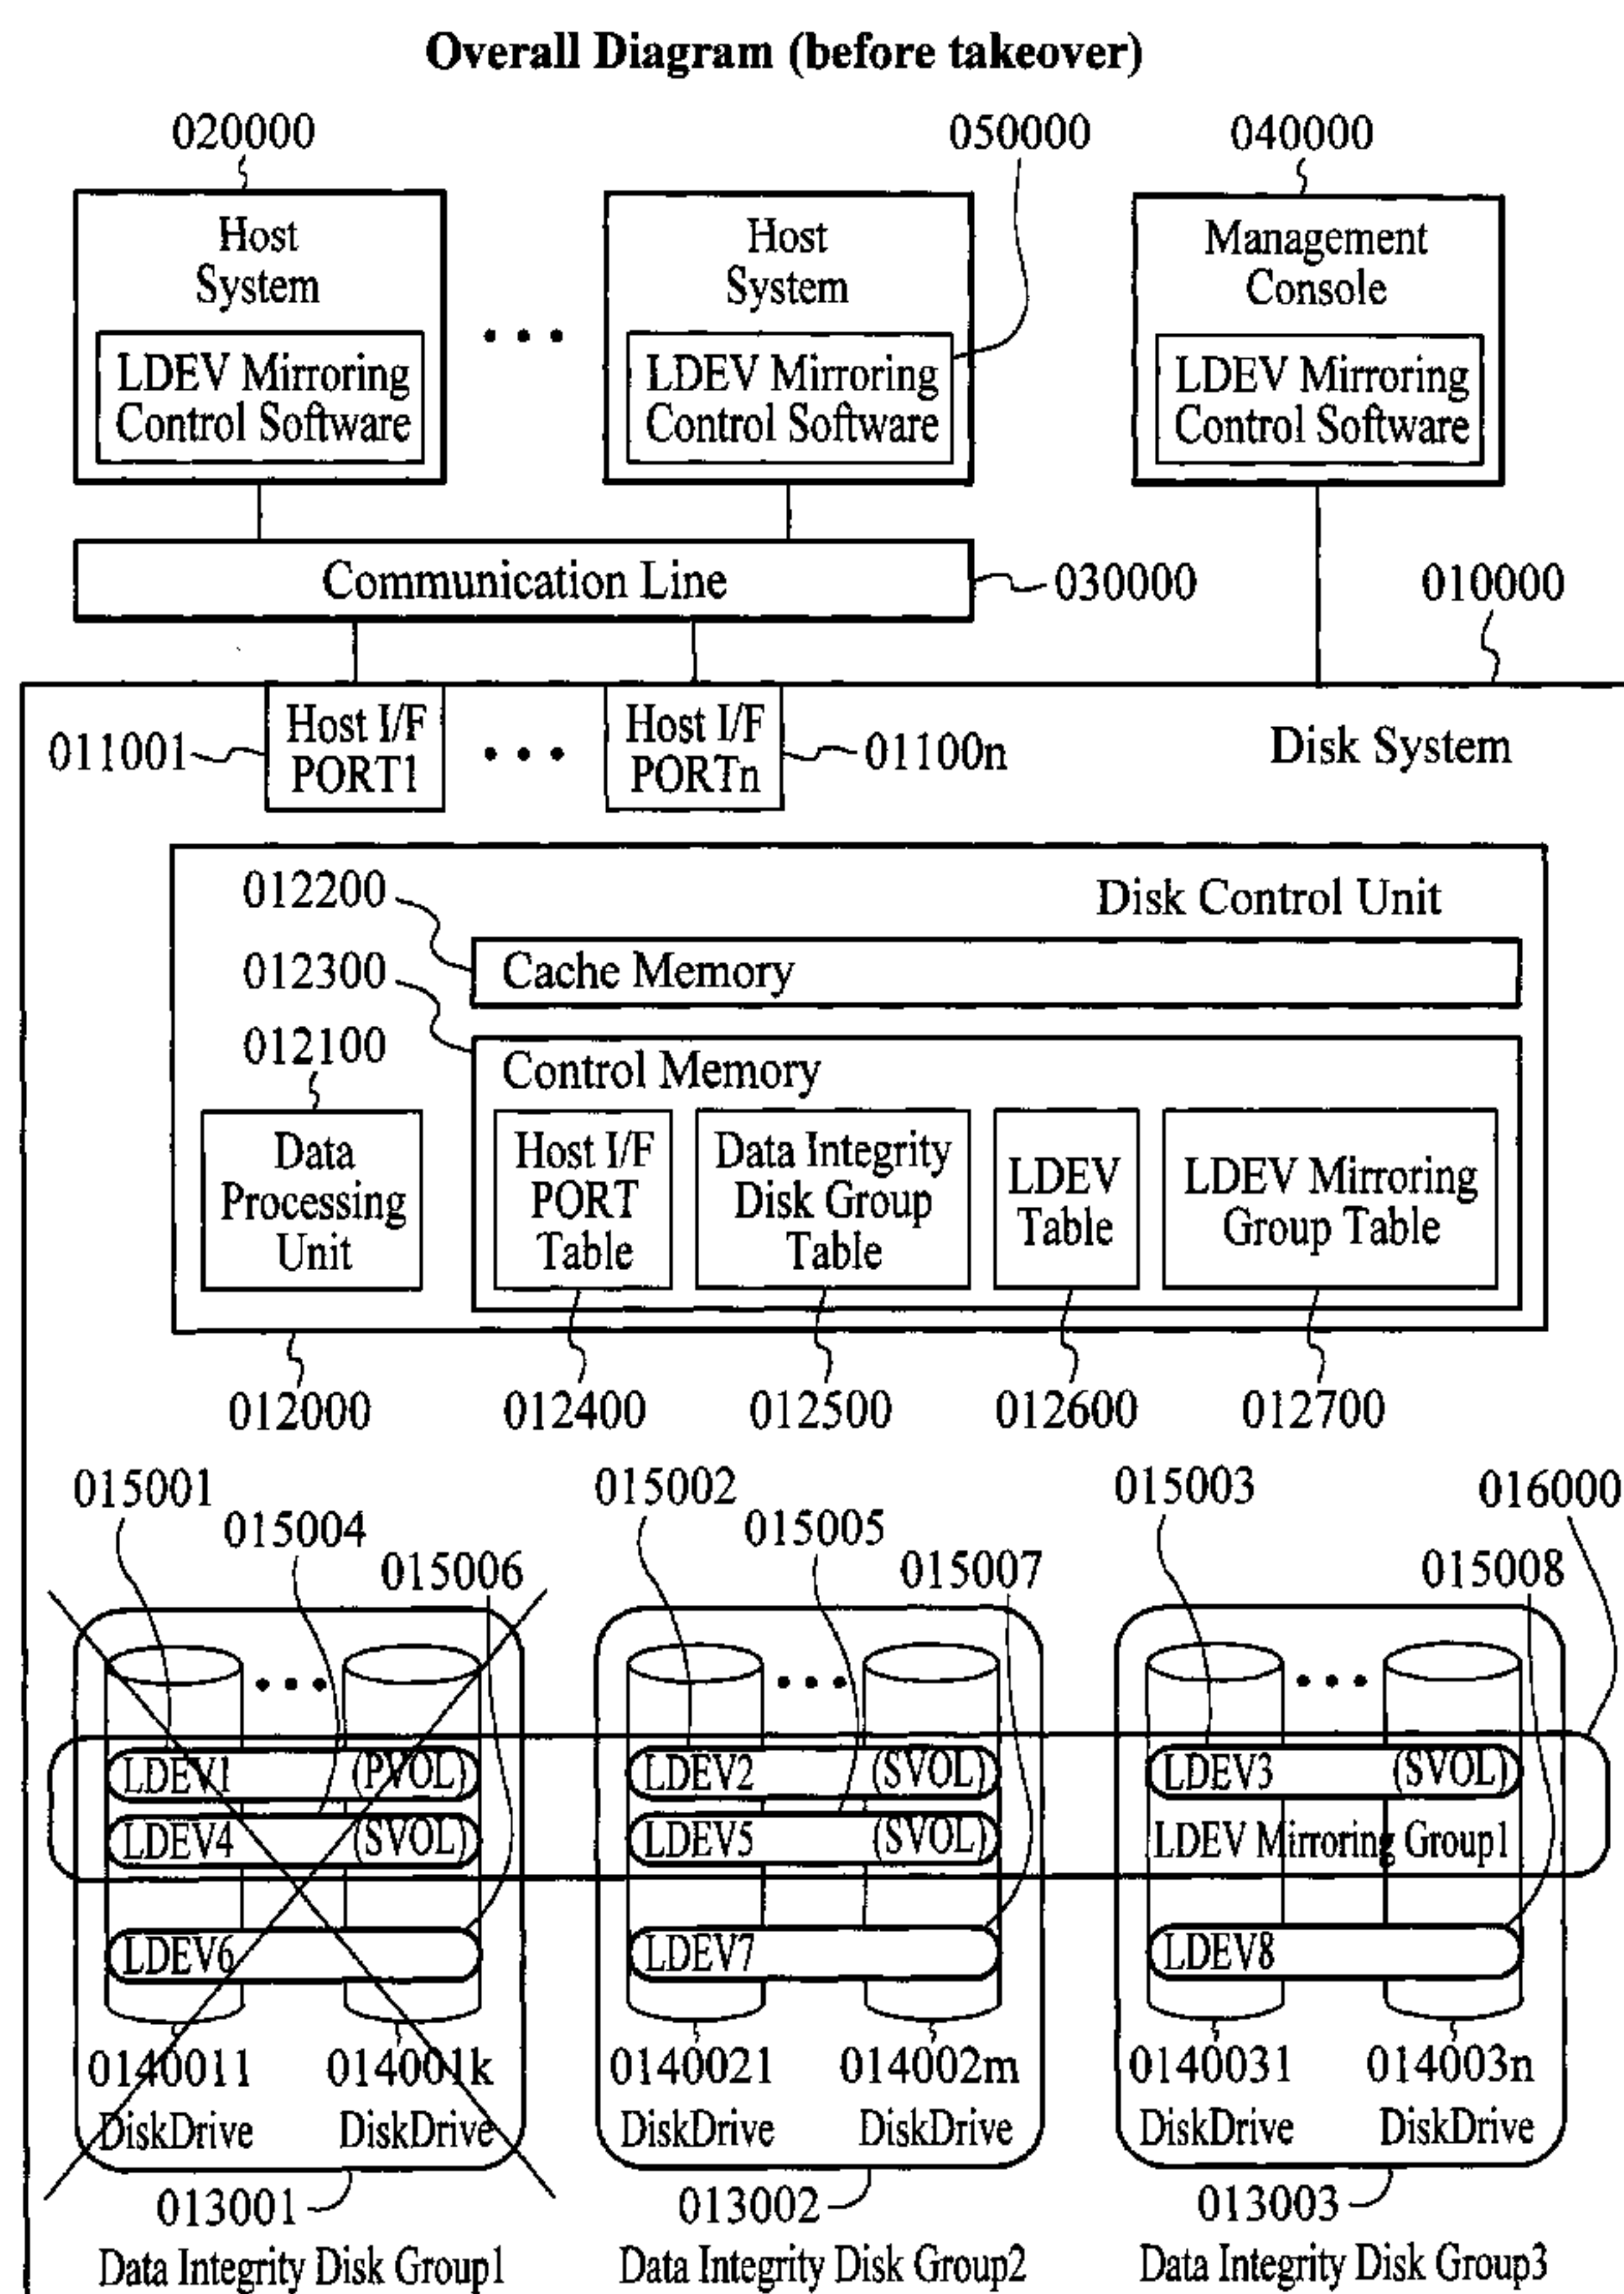 Overall Diagram (before takeover)
020000
050000
040000
Host
System
LDEV Mirroring
Control Software
Host
System
LDEV Mirroring
Control Software
Management
Console
LDEV Mirroring
Control Software
Communication Line
030000
010000
011001
Host I/F
PORT1
Host I/F
PORTn
01100n
Disk System
012200
Disk Control Unit
012300
Cache Memory
012100
Control Memory
Data
Processing
Unit
Host I/F
PORT
Table
Data Integrity
Disk Group
Table
LDEV
Table
LDEV Mirroring
Group Table
012000
012400
012500
012600
012700
015001
015004
015006
015002
015005
015007
015003
016000
015008
LDEV1 (PVOL)
LDEV4 (SVOL)
LDEV6
LDEV2 (SVOL)
LDEV5 (SVOL)
LDEV7
LDEV3 (SVOL)
LDEV Mirroring Group1
LDEV8
0140011
DiskDrive
014001k
DiskDrive
0140021
DiskDrive
014002m
DiskDrive
0140031
DiskDrive
014003n
DiskDrive
013001
Data Integrity Disk Group1
013002
Data Integrity Disk Group2
013003
Data Integrity Disk Group3